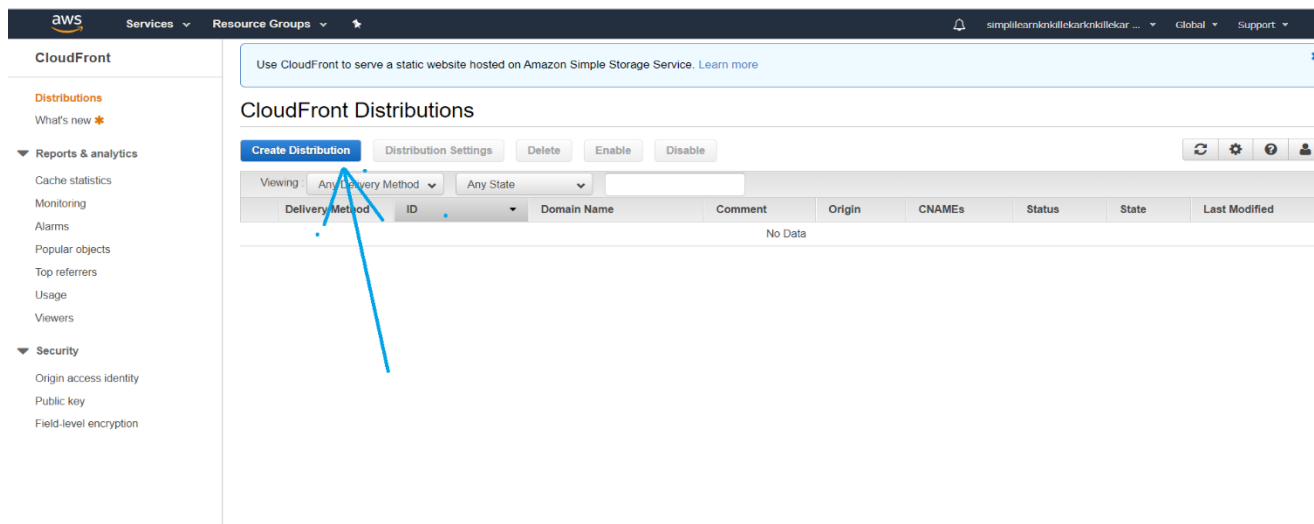 aws Services Resource Groups simplilearnknkillekarknkillekar ... Global Support
CloudFront
Distributions
What's new
Reports & analytics
Cache statistics
Monitoring
Alarms
Popular objects
Top referrers
Usage
Viewers
Security
Origin access identity
Public key
Field-level encryption
Use CloudFront to serve a static website hosted on Amazon Simple Storage Service. Learn more
CloudFront Distributions
Create Distribution Distribution Settings Delete Enable Disable
Viewing : Any Delivery Method Any State
Delivery Method ID Domain Name Comment Origin CNAMEs Status State Last Modified
No Data